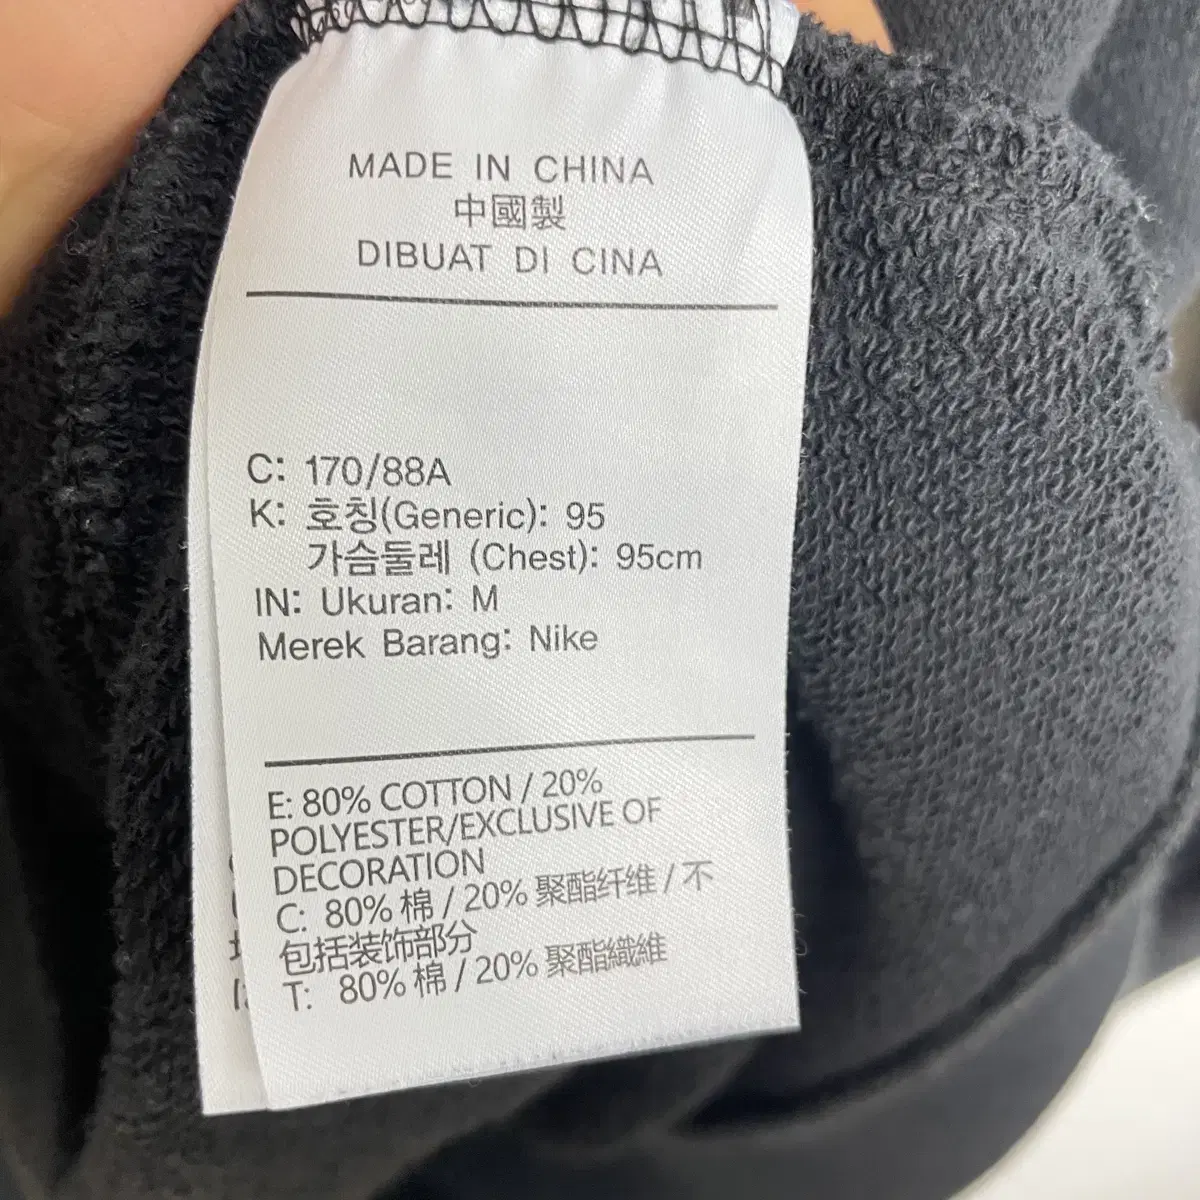 MADE IN CHINA
中國製
DIBUAT DI CINA
C: 170/88A
K: 호칭(Generic): 95
가슴둘레 (Chest): 95cm
IN: Ukuran: M
Merek Barang: Nike
E: 80% COTTON / 20%
POLYESTER/EXCLUSIVE OF
DECORATION
C: 80% 棉 / 20% 聚酯纤维 / 不
包括装饰部分
T: 80% 棉 / 20% 聚酯織維